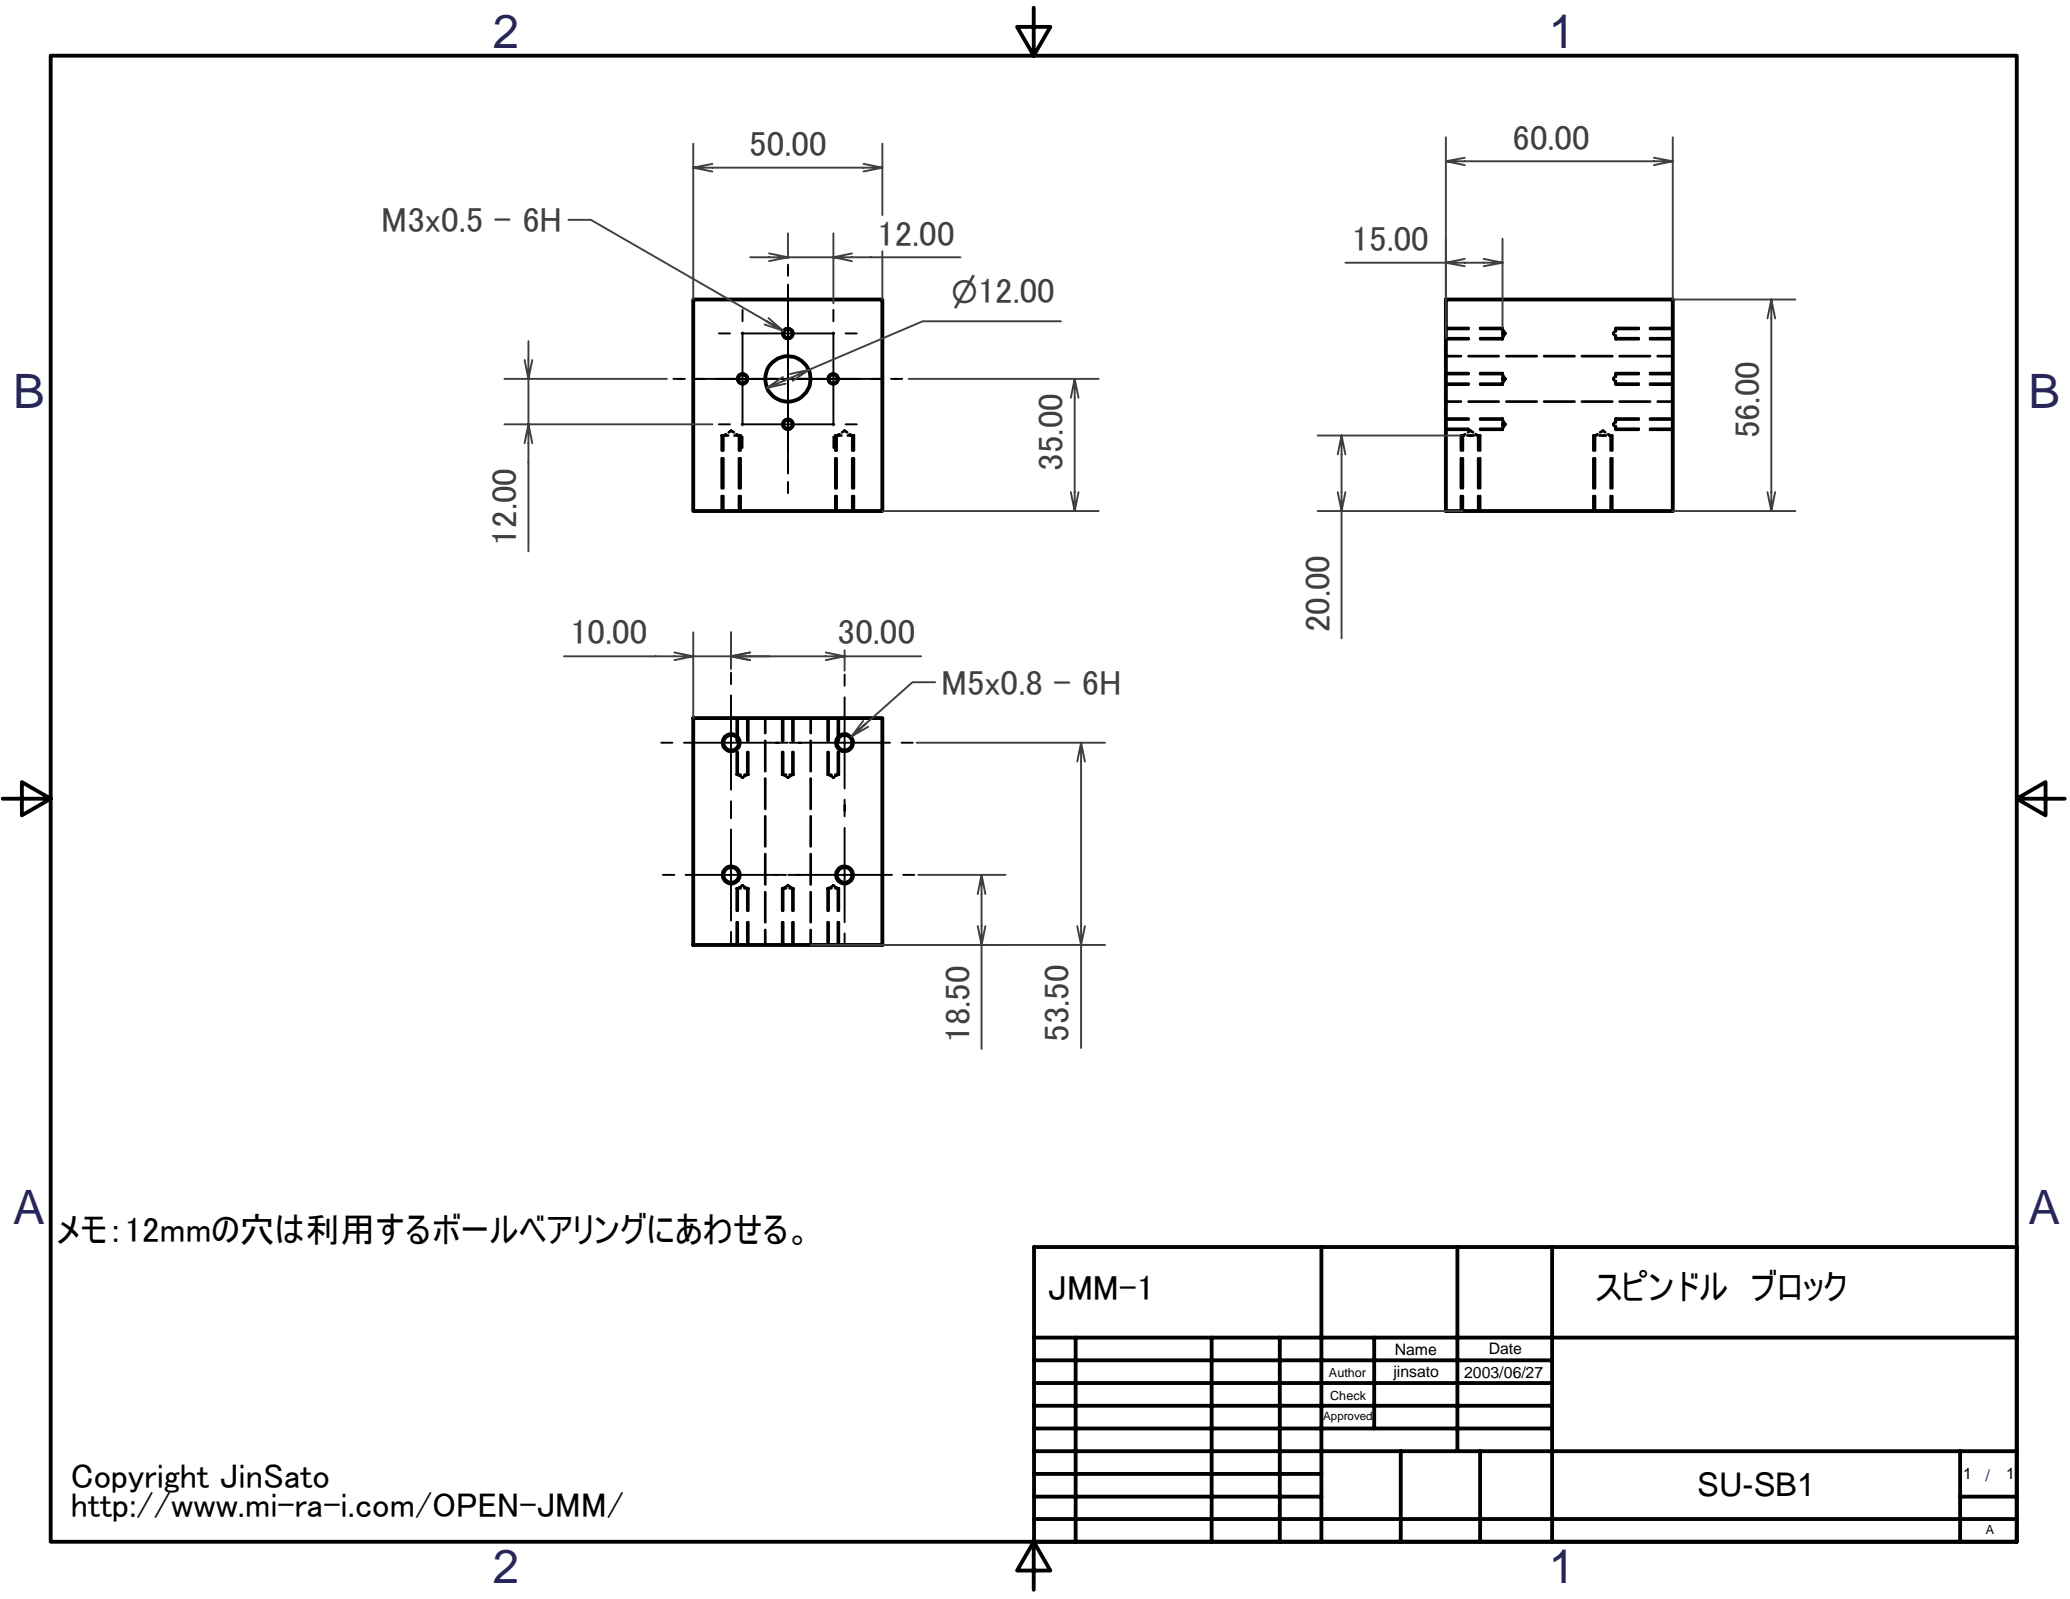 2
1
50.00
60.00
M3x0.5 - 6H
12.00
15.00
Ø12.00
B
B
56.00
35.00
12.00
20.00
10.00
30.00
M5x0.8 - 6H
18.50
53.50
A
A
メモ：12mmの穴は利用するボールベアリングにあわせる。
JMM-1
スピンドル　ブロック
Name
Date
Author
jinsato
2003/06/27
Check
Approved
Copyright JinSato
http://www.mi-ra-i.com/OPEN-JMM/
SU-SB1
1 / 1
A
2
1